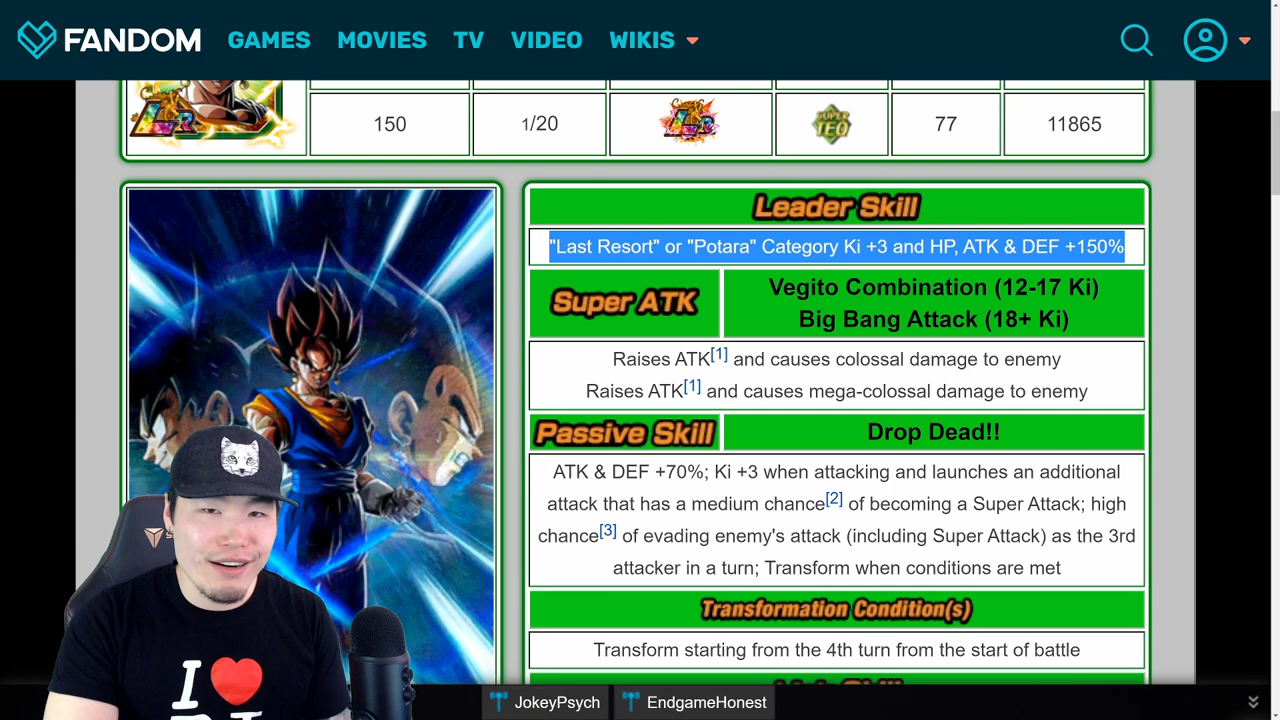 FANDOM GAMES MOVIES TV VIDEO WIKIS
LR 150 1/20 LR SUPER TEQ 77 11865
Leader Skill
"Last Resort" or "Potara" Category Ki +3 and HP, ATK & DEF +150%
Super ATK
Vegito Combination (12-17 Ki)
Big Bang Attack (18+ Ki)
Raises ATK[1] and causes colossal damage to enemy
Raises ATK[1] and causes mega-colossal damage to enemy
Passive Skill
Drop Dead!!
ATK & DEF +70%; Ki +3 when attacking and launches an additional
attack that has a medium chance[2] of becoming a Super Attack; high
chance[3] of evading enemy's attack (including Super Attack) as the 3rd
attacker in a turn; Transform when conditions are met
Transformation Condition(s)
Transform starting from the 4th turn from the start of battle
I
JokeyPsych EndgameHonest